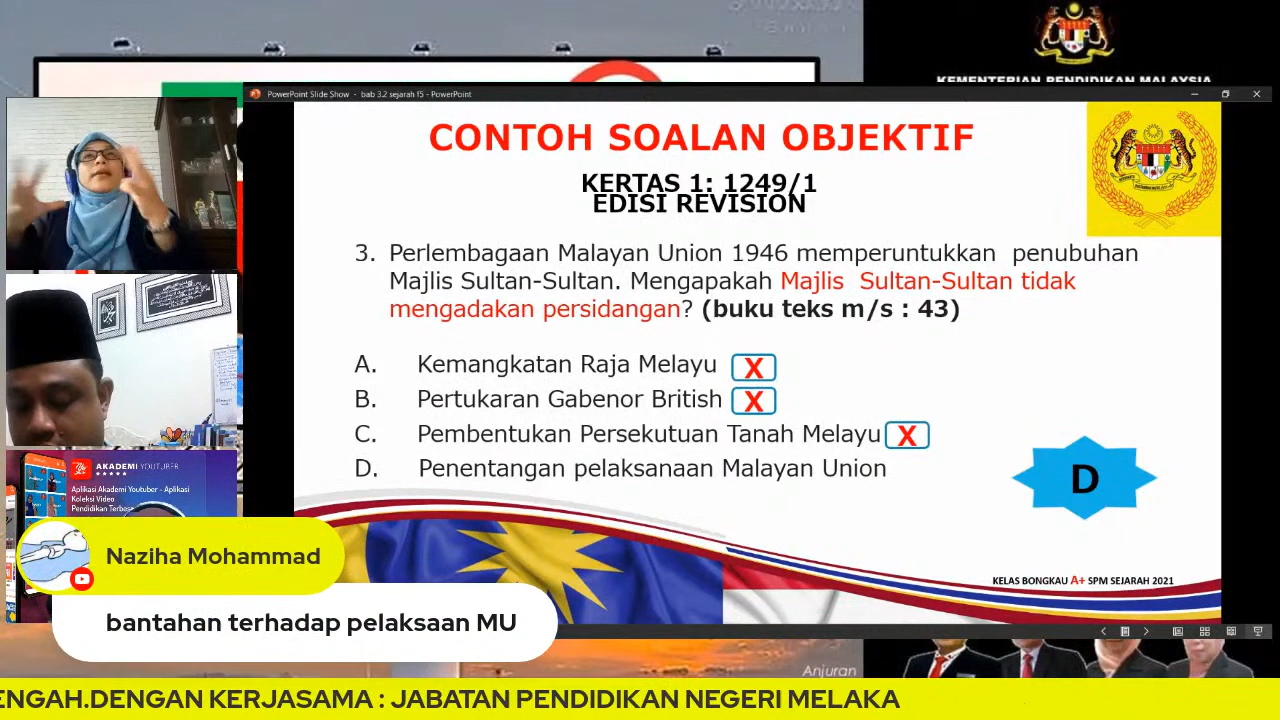 KEMENTERIAN PENDIDIKAN MALAYSIA
PowerPoint Slide Show - bab 3.2 sejarah f5 - PowerPoint
CONTOH SOALAN OBJEKTIF
KERTAS 1: 1249/1
EDISI REVISION
3. Perlembagaan Malayan Union 1946 memperuntukkan penubuhan
Majlis Sultan-Sultan. Mengapakah Majlis Sultan-Sultan tidak
mengadakan persidangan? (buku teks m/s : 43)
A. Kemangkatan Raja Melayu X
B. Pertukaran Gabenor British X
C. Pembentukan Persekutuan Tanah Melayu X
D. Penentangan pelaksanaan Malayan Union
D
KELAS BONGKAU A+ SPM SEJARAH 2021
AKADEMI YOUTUBER
Aplikasi Akademi Youtuber - Aplikasi
Koleksi Video
Pendidikan Terbesa
Naziha Mohammad
bantahan terhadap pelaksaan MU
Anjuran
ENGAH.DENGAN KERJASAMA : JABATAN PENDIDIKAN NEGERI MELAKA